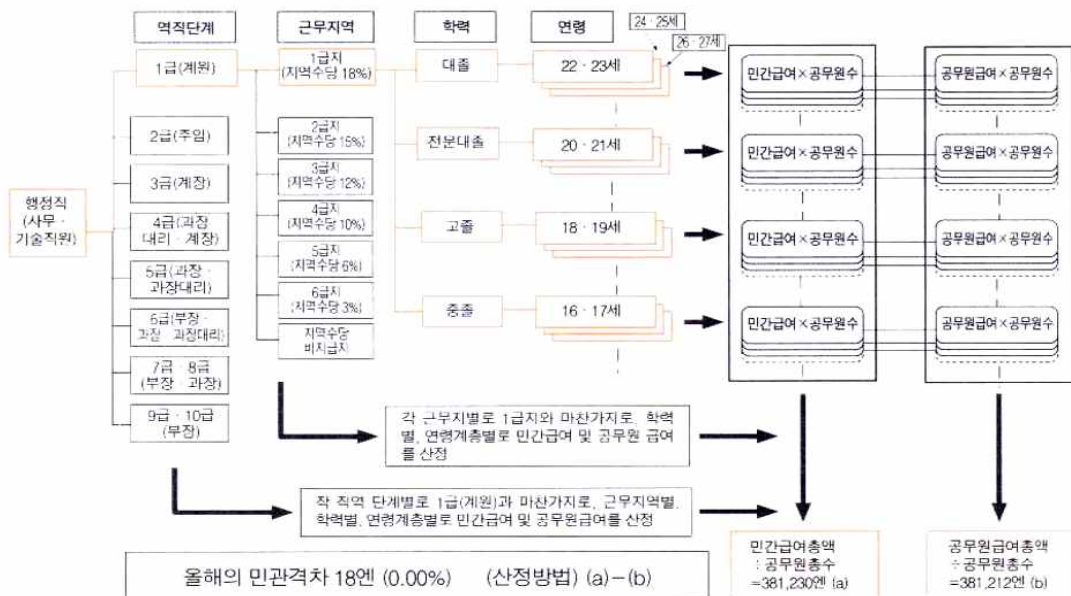 역직단계
근무지역
학력
연령
24 · 25세
26 · 27세
행정직
(사무 ·
기술직원)
1급(계원)
2급(주임)
3급(계장)
4급(과장
대리 · 계장)
5급(과장 ·
과장대리)
6급(부장 ·
과장 · 과장대리)
7급 · 8급
(부장 · 과장)
9급 · 10급
(부장)
1급지
(지역수당 18%)
2급지
(지역수당 15%)
3급지
(지역수당 12%)
4급지
(지역수당 10%)
5급지
(지역수당 6%)
6급지
(지역수당 3%)
지역수당
비지급지
대졸
전문대졸
고졸
중졸
22 · 23세
20 · 21세
18 · 19세
16 · 17세
민간급여×공무원수
공무원급여×공무원수
민간급여×공무원수
공무원급여×공무원수
민간급여×공무원수
공무원급여×공무원수
민간급여×공무원수
공무원급여×공무원수
각 근무지별로 1급지와 마찬가지로, 학력
별, 연령계층별로 민간급여 및 공무원 급여
를 산정
작 직역 단계별로 1급(계원)과 마찬가지로, 근무지역별,
학력별, 연령계층별로 민간급여 및 공무원급여를 산정
올해의 민관격차 18엔 (0.00%) (산정방법) (a)−(b)
민간급여총액
: 공무원총수
=381,230엔 (a)
공무원급여총액
÷공무원총수
=381,212엔 (b)